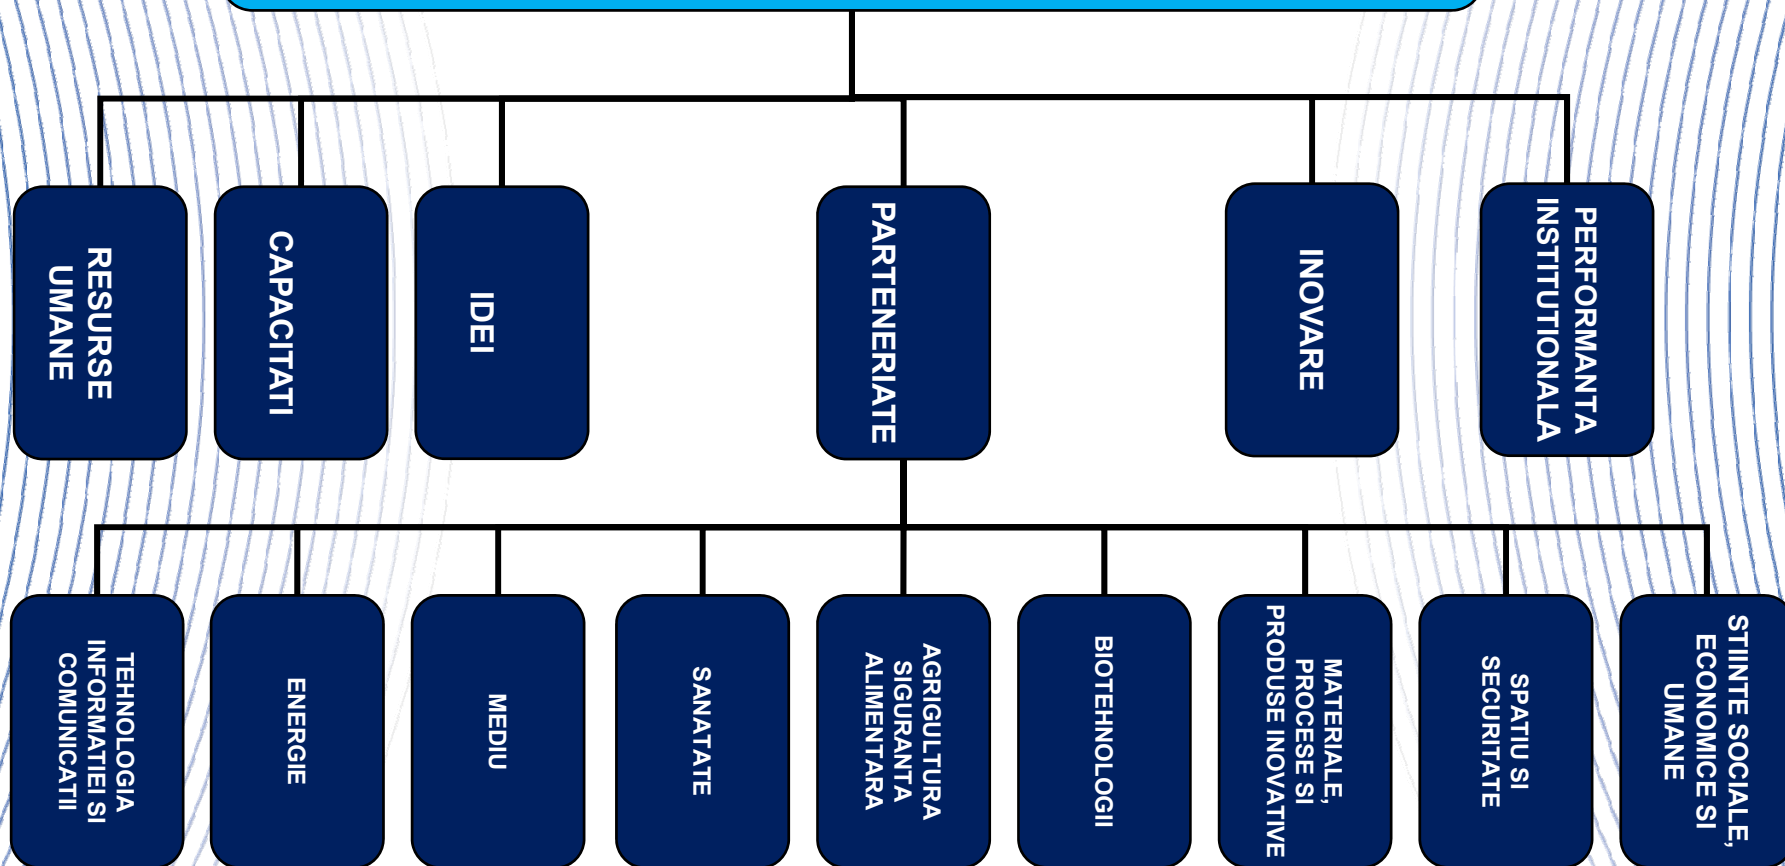 RESURSE
UMANE
CAPACITATI
IDEI
PARTENERIATE
INOVARE
PERFORMANTA
INSTITUTIONALA
TEHNOLOGIA
INFORMATIEI SI
COMUNICATII
ENERGIE
MEDIU
SANATATE
AGRIGULTURA
SIGURANTA
ALIMENTARA
BIOTEHNOLOGII
MATERIALE,
PROCESE SI
PRODUSE INOVATIVE
SPATIU SI
SECURITATE
STIINTE SOCIALE,
ECONOMICE SI
UMANE